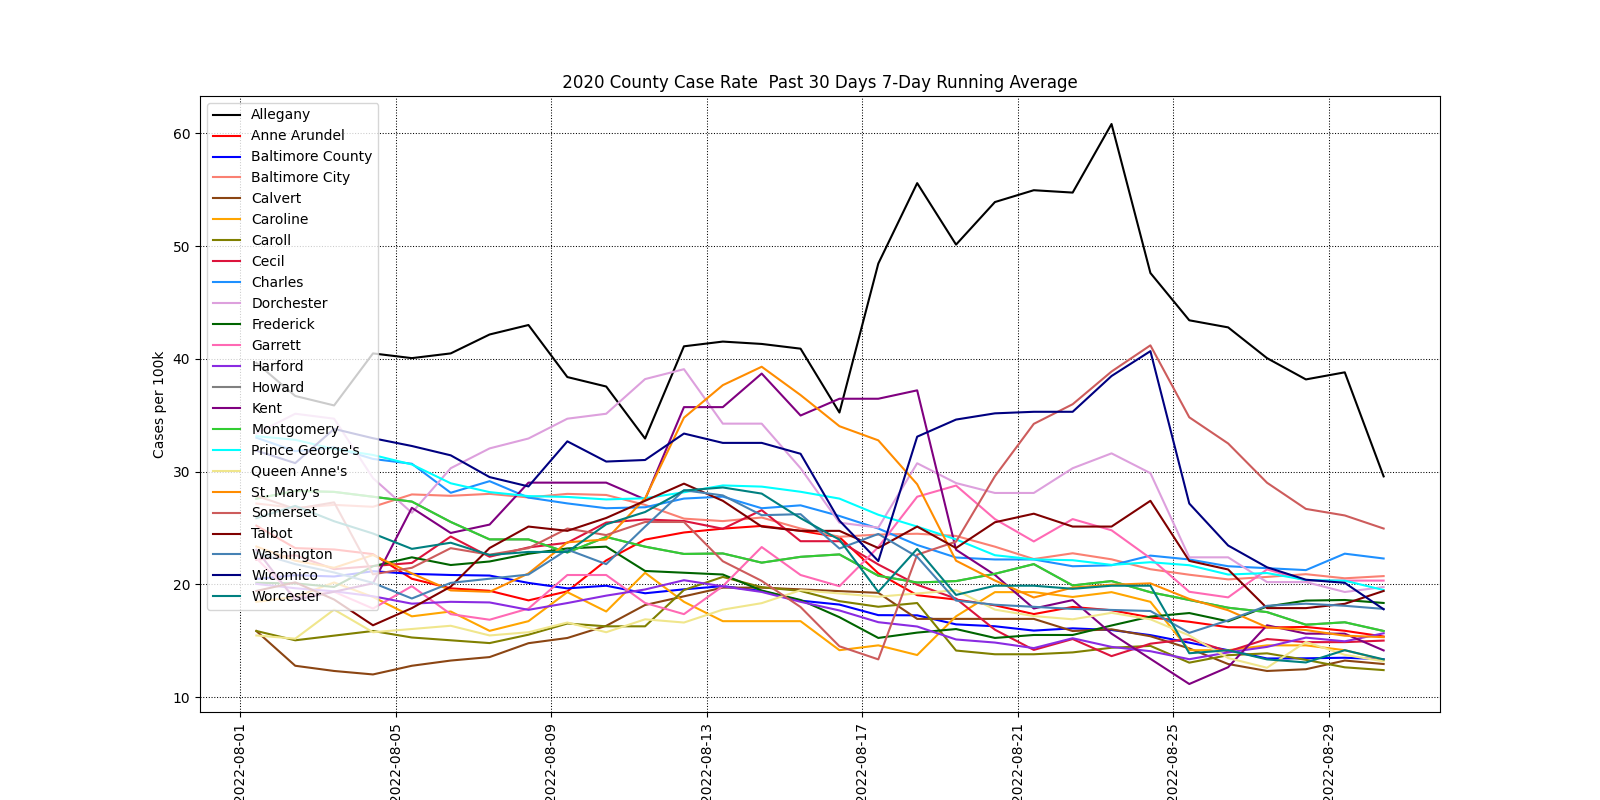 2020 County Case Rate  Past 30 Days 7-Day Running Average
Cases per 100k
60
50
40
30
20
10
Allegany
Anne Arundel
Baltimore County
Baltimore City
Calvert
Caroline
Caroll
Cecil
Charles
Dorchester
Frederick
Garrett
Harford
Howard
Kent
Montgomery
Prince George's
Queen Anne's
St. Mary's
Somerset
Talbot
Washington
Wicomico
Worcester
2022-08-01
2022-08-05
2022-08-09
2022-08-13
2022-08-17
2022-08-21
2022-08-25
2022-08-29